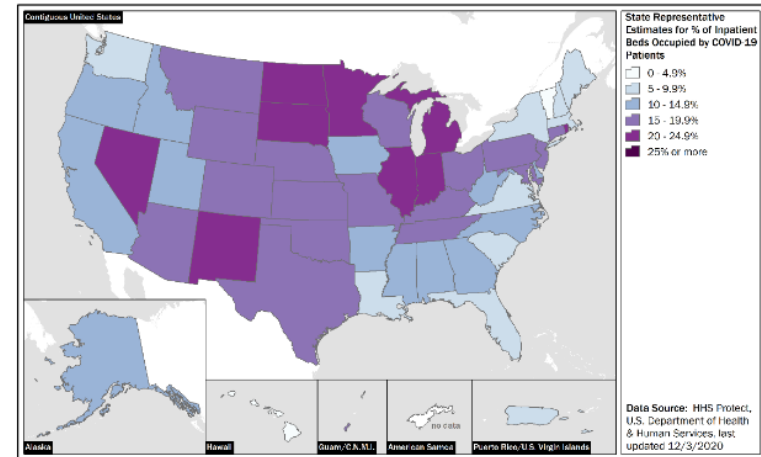 Contiguous United States
State Representative
Estimates for % of Inpatient
Beds Occupied by COVID-19
Patients
0 - 4.9%
5 - 9.9%
10 - 14.9%
15 - 19.9%
20 - 24.9%
25% or more
no data
Alaska
Hawaii
Guam/C.N.M.I.
American Samoa
Puerto Rico/U.S. Virgin Islands
Data Source: HHS Protect,
U.S. Department of Health
& Human Services, last
updated 12/3/2020